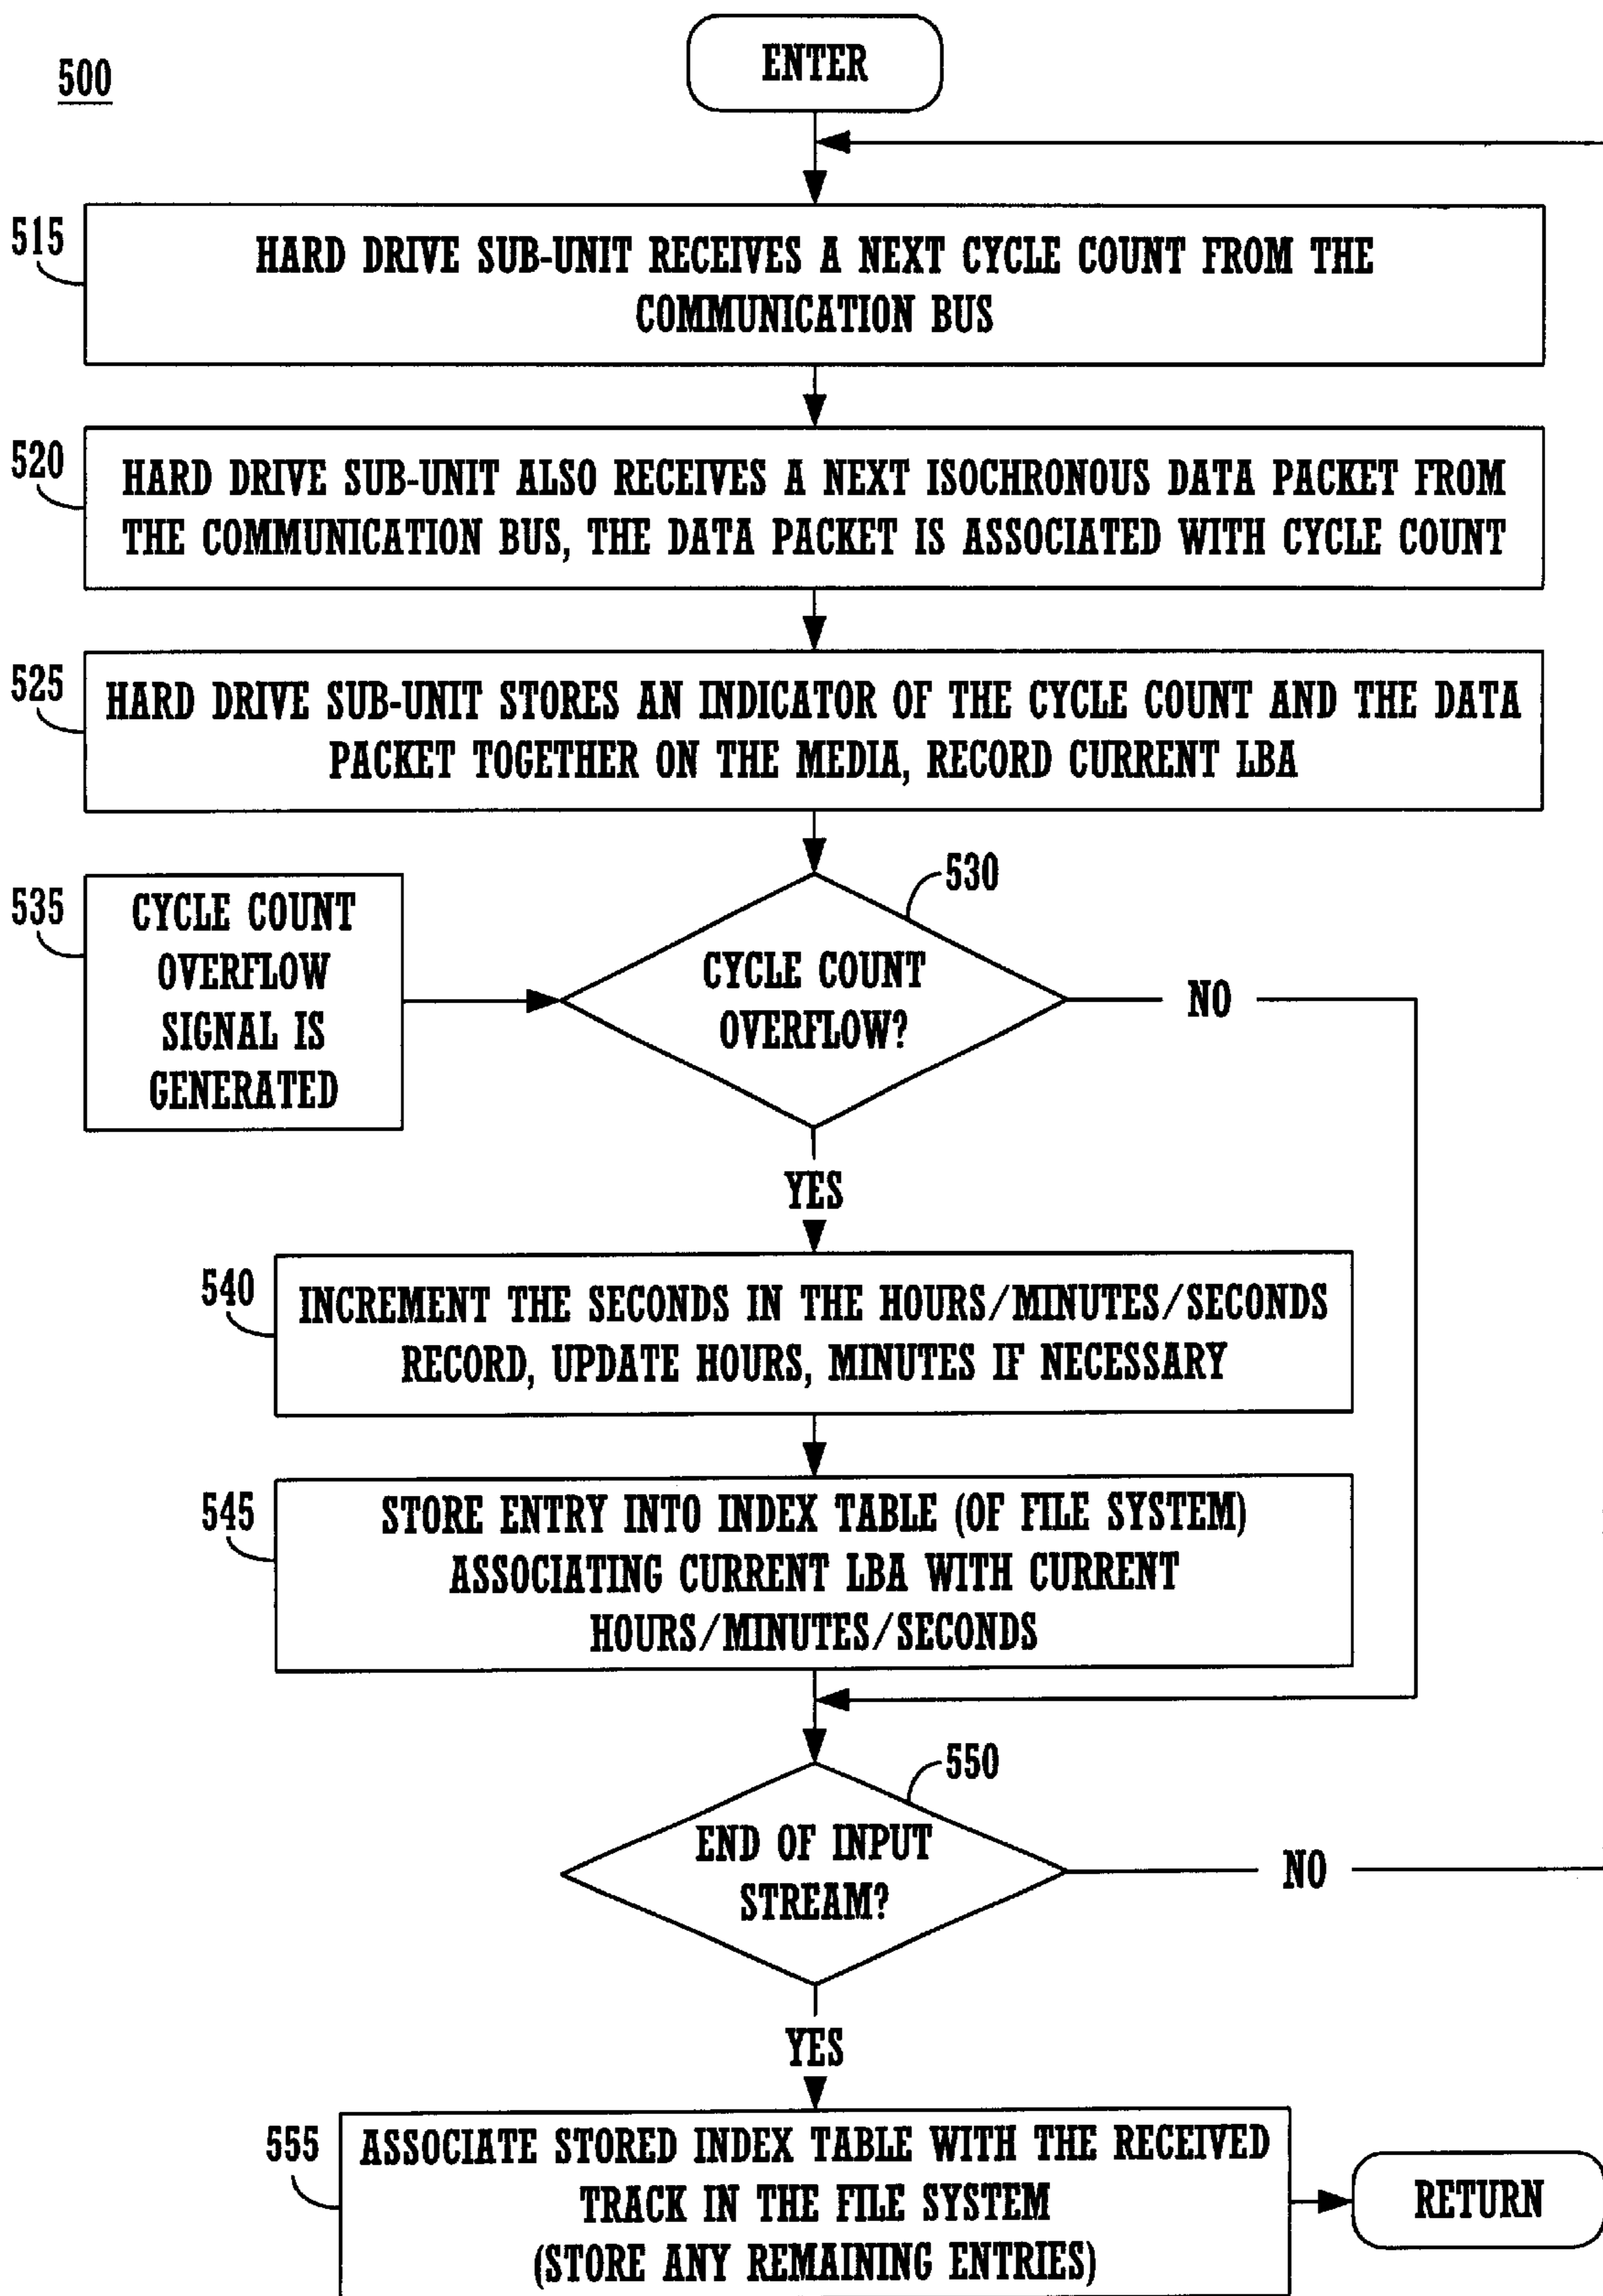 500
ENTER
515
HARD DRIVE SUB-UNIT RECEIVES A NEXT CYCLE COUNT FROM THE
COMMUNICATION BUS
520
HARD DRIVE SUB-UNIT ALSO RECEIVES A NEXT ISOCHRONOUS DATA PACKET FROM
THE COMMUNICATION BUS, THE DATA PACKET IS ASSOCIATED WITH CYCLE COUNT
525
HARD DRIVE SUB-UNIT STORES AN INDICATOR OF THE CYCLE COUNT AND THE DATA
PACKET TOGETHER ON THE MEDIA, RECORD CURRENT LBA
535
CYCLE COUNT
OVERFLOW
SIGNAL IS
GENERATED
530
CYCLE COUNT
OVERFLOW?
NO
YES
540
INCREMENT THE SECONDS IN THE HOURS/MINUTES/SECONDS
RECORD, UPDATE HOURS, MINUTES IF NECESSARY
545
STORE ENTRY INTO INDEX TABLE (OF FILE SYSTEM)
ASSOCIATING CURRENT LBA WITH CURRENT
HOURS/MINUTES/SECONDS
550
END OF INPUT
STREAM?
NO
YES
555
ASSOCIATE STORED INDEX TABLE WITH THE RECEIVED
TRACK IN THE FILE SYSTEM
(STORE ANY REMAINING ENTRIES)
RETURN